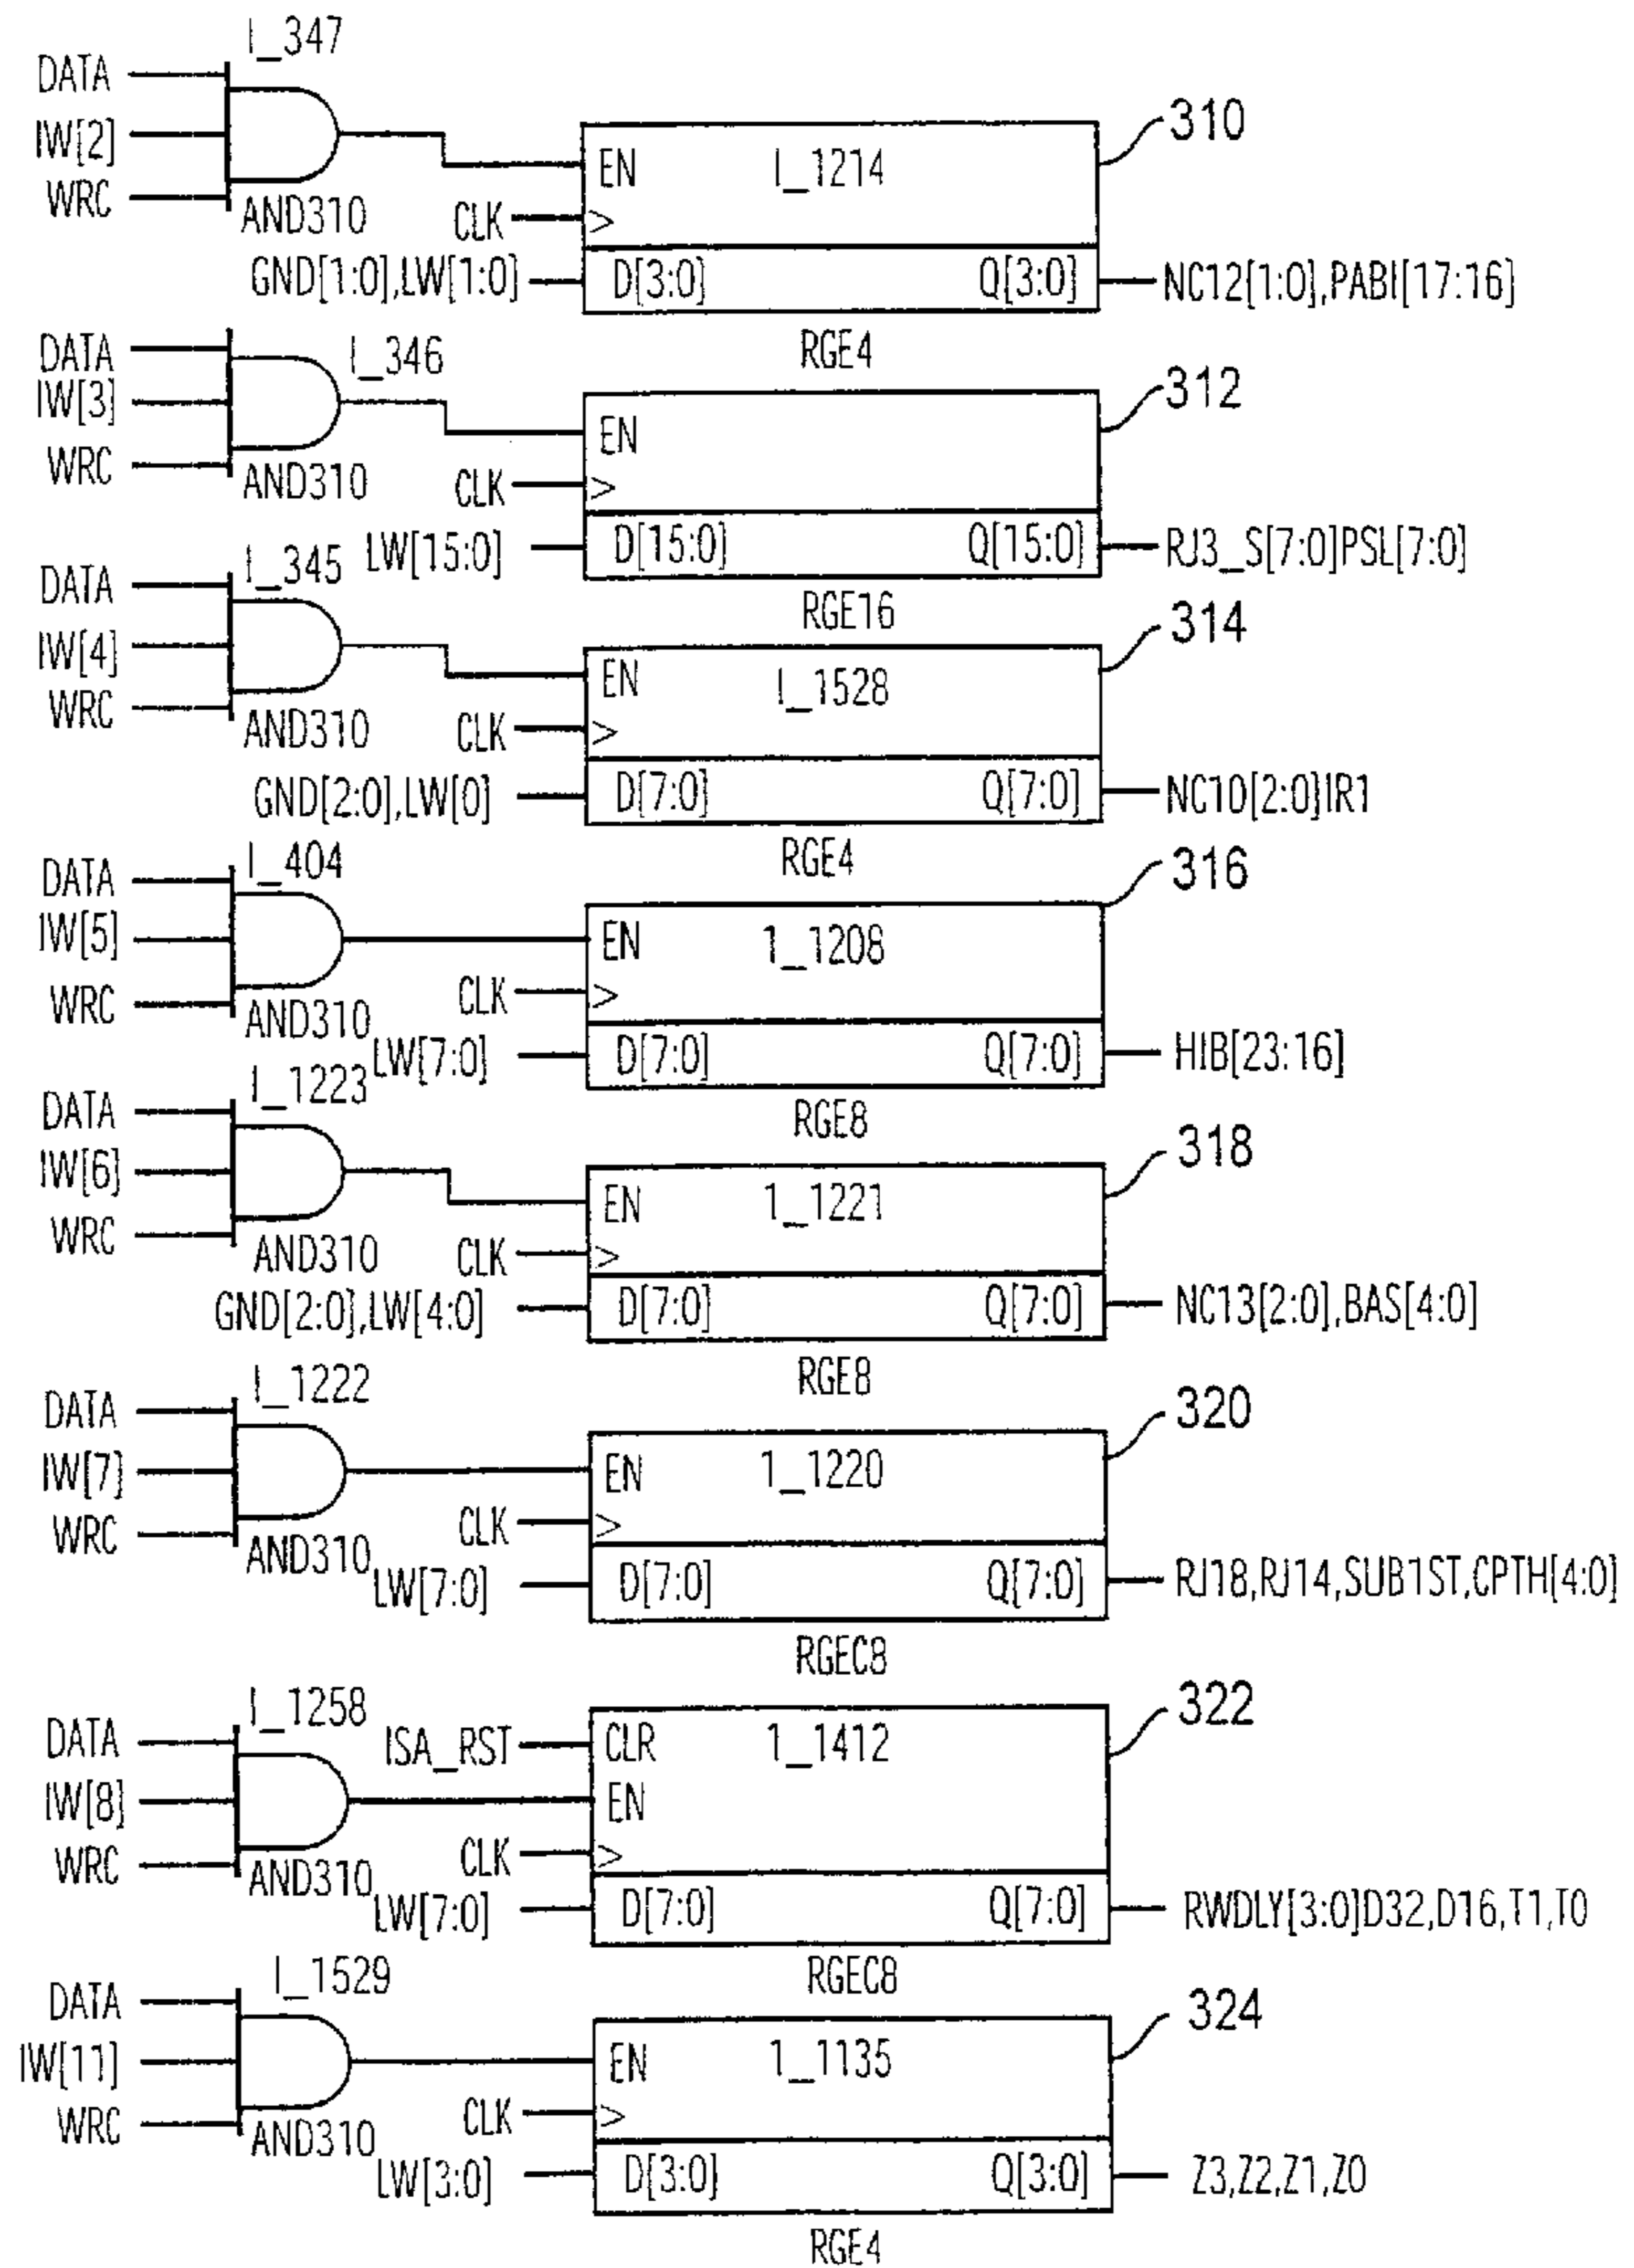 I_347
DATA
IW[2]
WRC
AND310
310
EN I_1214
CLK
GND[1:0],LW[1:0] D[3:0] Q[3:0] NC12[1:0],PABI[17:16]
RGE4
DATA
I_346
IW[3]
WRC
AND310
312
EN
CLK
LW[15:0] D[15:0] Q[15:0] RJ3_S[7:0]PSL[7:0]
RGE16
I_345
DATA
IW[4]
WRC
AND310
314
EN I_1528
CLK
GND[2:0],LW[0] D[7:0] Q[7:0] NC10[2:0]IR1
RGE4
I_404
DATA
IW[5]
WRC
AND310
316
EN 1_1208
CLK
LW[7:0] D[7:0] Q[7:0] HIB[23:16]
RGE8
I_1223
DATA
IW[6]
WRC
AND310
318
EN 1_1221
CLK
GND[2:0],LW[4:0] D[7:0] Q[7:0] NC13[2:0],BAS[4:0]
RGE8
I_1222
DATA
IW[7]
WRC
AND310
320
EN 1_1220
CLK
LW[7:0] D[7:0] Q[7:0] RJ18,RJ14,SUB1ST,CPTH[4:0]
RGEC8
I_1258
DATA
IW[8]
WRC
AND310
322
ISA_RST CLR 1_1412
EN
CLK
LW[7:0] D[7:0] Q[7:0] RWDLY[3:0]D32,D16,T1,T0
RGEC8
I_1529
DATA
IW[11]
WRC
AND310
324
EN 1_1135
CLK
LW[3:0] D[3:0] Q[3:0] Z3,Z2,Z1,Z0
RGE4